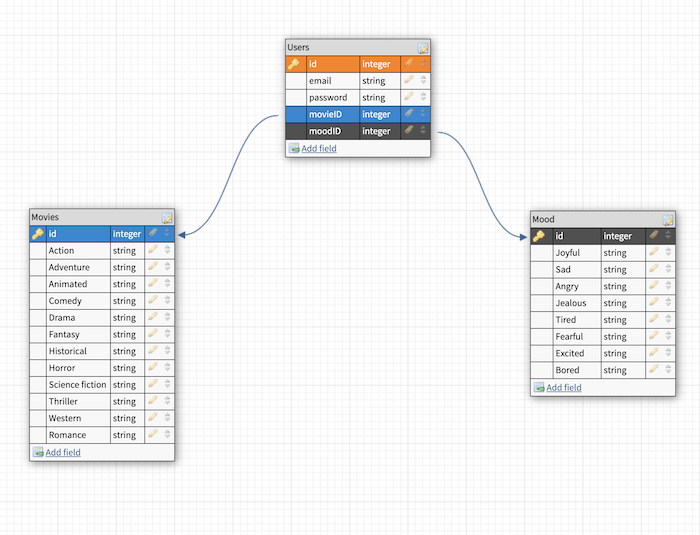 Users
id integer
email string
password string
movieID integer
moodID integer
Add field
Movies
id integer
Action string
Adventure string
Animated string
Comedy string
Drama string
Fantasy string
Historical string
Horror string
Science fiction string
Thriller string
Western string
Romance string
Add field
Mood
id integer
Joyful string
Sad string
Angry string
Jealous string
Tired string
Fearful string
Excited string
Bored string
Add field